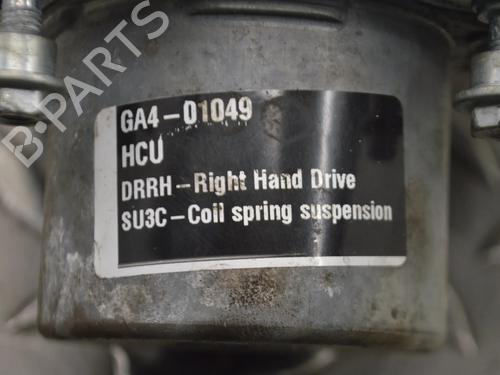 GA4-01049
HCU
DRRH-Right Hand Drive
SU3C-Coil spring suspension
B-PARTS